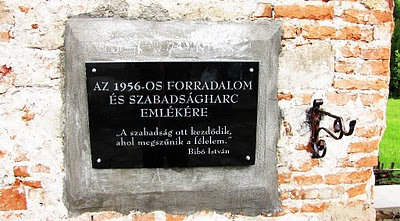 AZ 1956-OS FORRADALOM
ÉS SZABADSÁGHARC
EMLÉKÉRE
„A szabadság ott kezdődik,
ahol megszűnik a félelem."
Bibó István